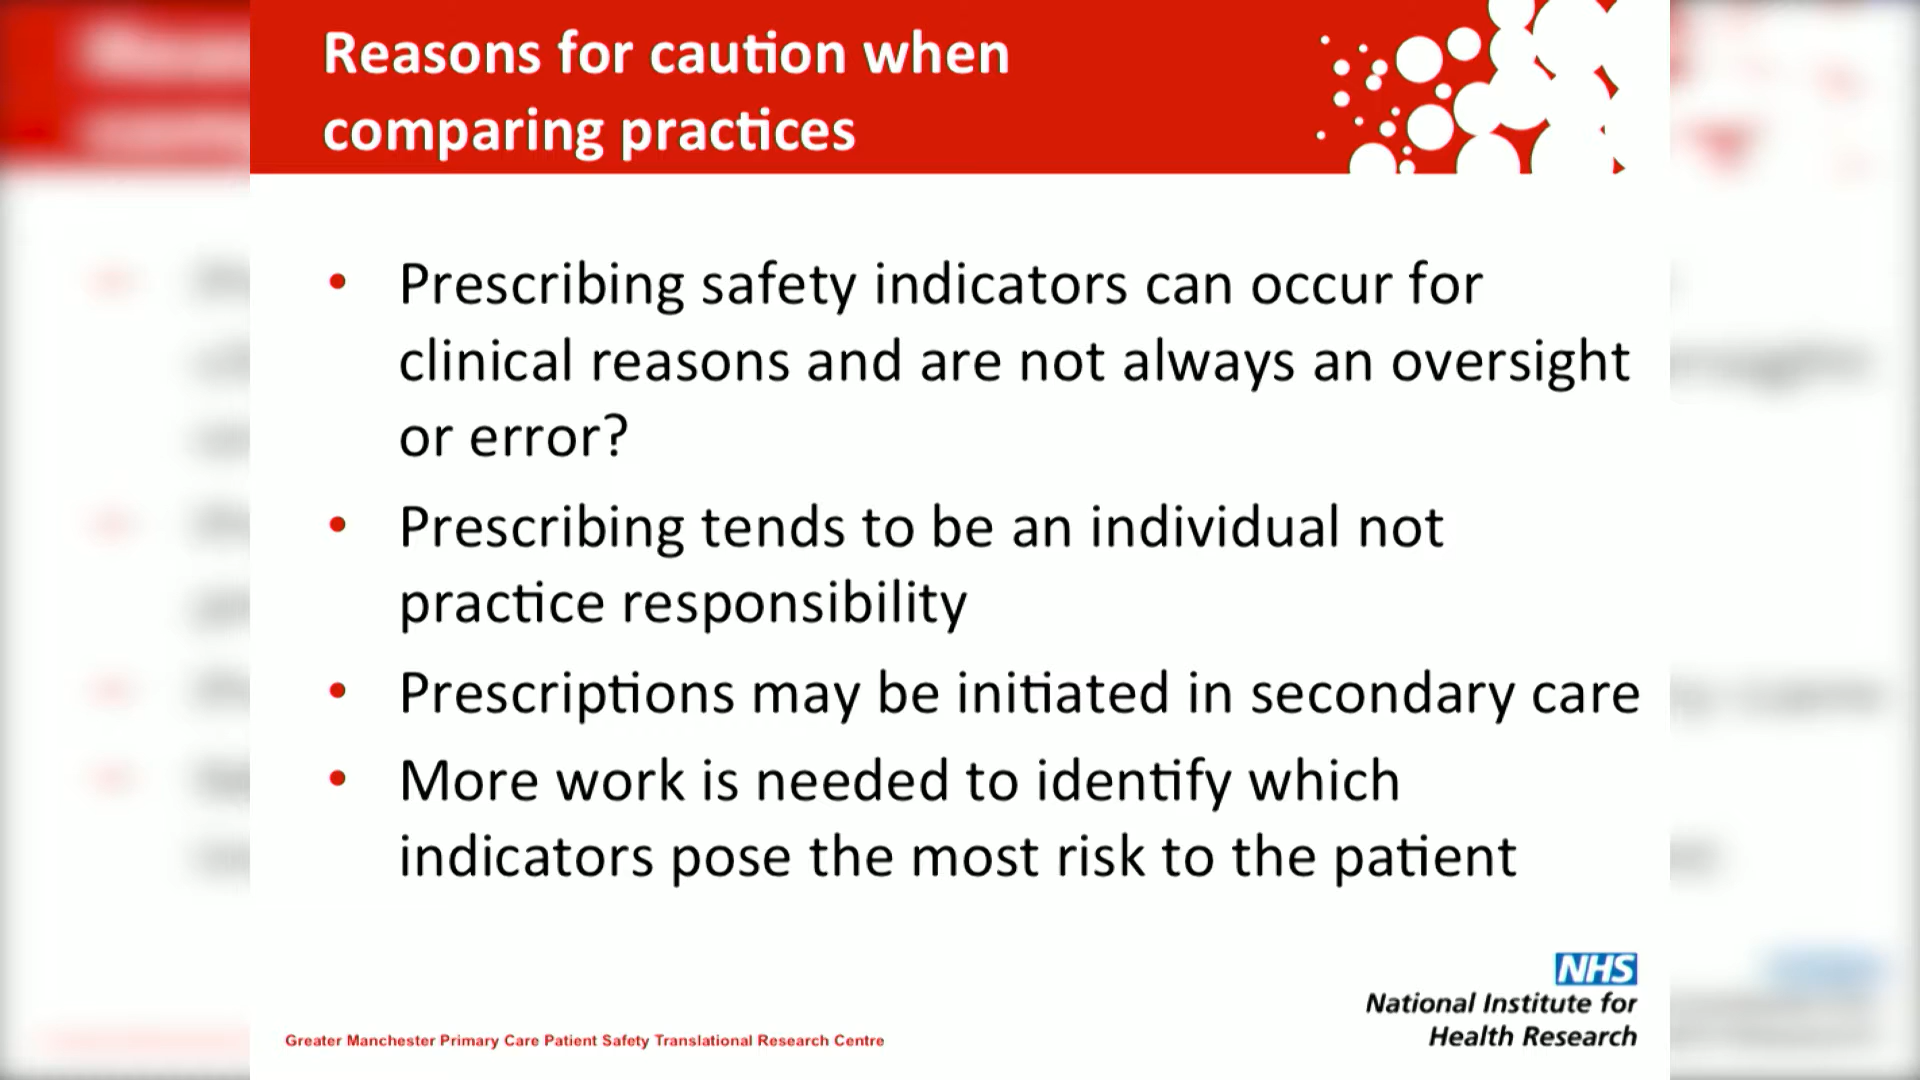 Reasons for caution when
comparing practices
• Prescribing safety indicators can occur for
clinical reasons and are not always an oversight
or error?
• Prescribing tends to be an individual not
practice responsibility
• Prescriptions may be initiated in secondary care
• More work is needed to identify which
indicators pose the most risk to the patient
NHS
National Institute for
Health Research
Greater Manchester Primary Care Patient Safety Translational Research Centre